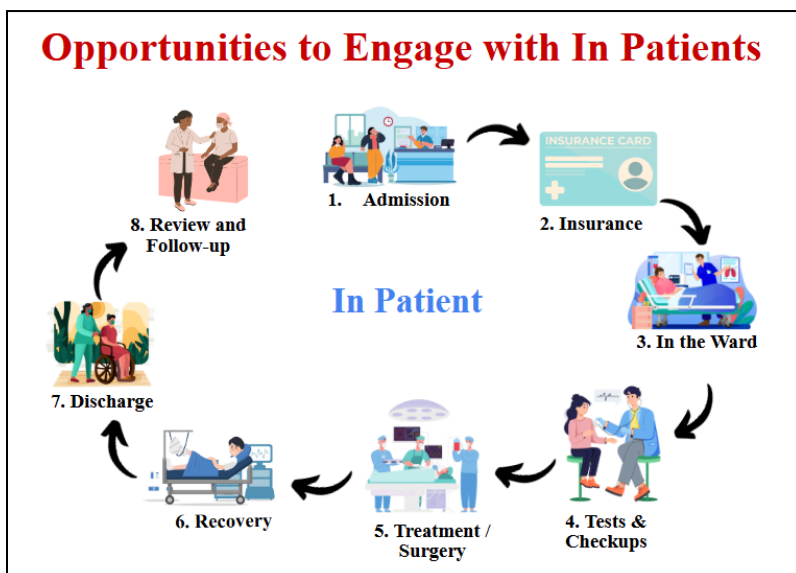 Opportunities to Engage with In Patients
1. Admission
INSURANCE CARD
2. Insurance
3. In the Ward
4. Tests &
Checkups
5. Treatment /
Surgery
6. Recovery
7. Discharge
8. Review and
Follow-up
In Patient